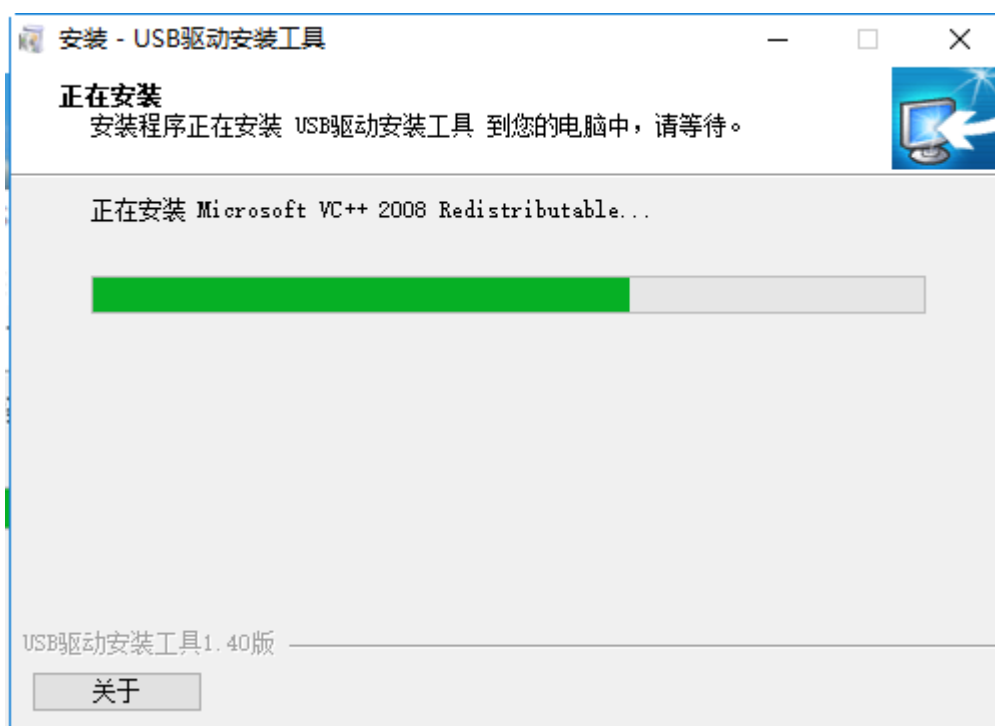 安装 - USB驱动安装工具
正在安装
安装程序正在安装 USB驱动安装工具 到您的电脑中，请等待。
正在安装 Microsoft VC++ 2008 Redistributable...
USB驱动安装工具1.40版
关于